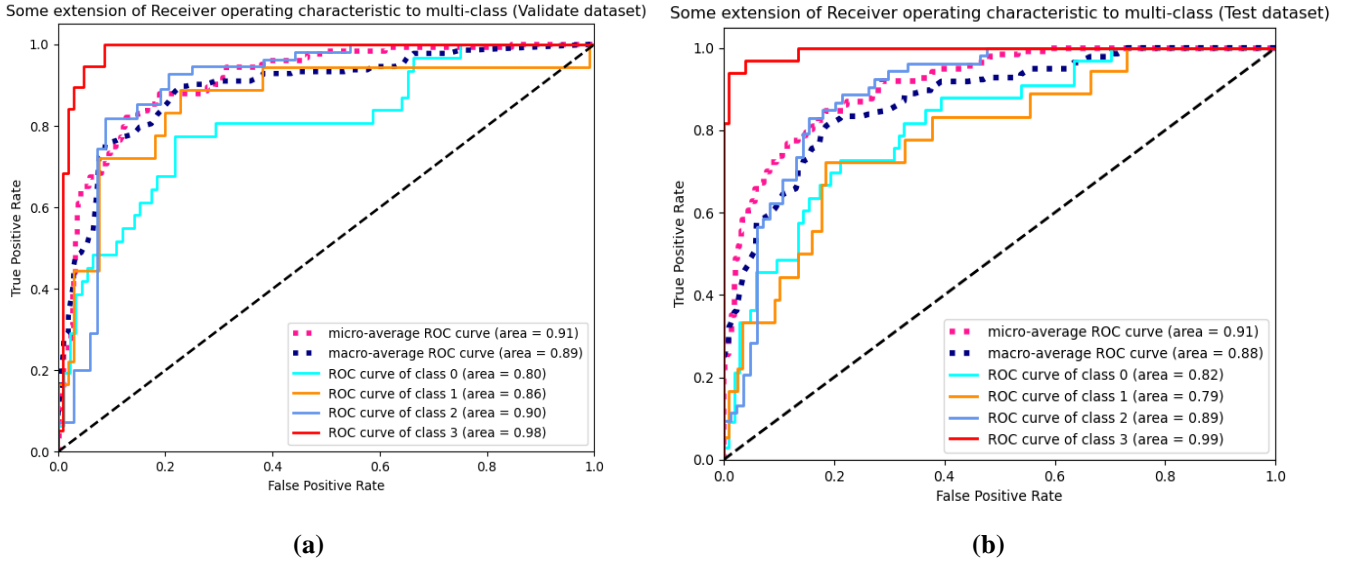 Some extension of Receiver operating characteristic to multi-class (Validate dataset)
1.0
0.8
0.6
0.4
0.2
0.0
True Positive Rate
micro-average ROC curve (area = 0.91)
macro-average ROC curve (area = 0.89)
ROC curve of class 0 (area = 0.80)
ROC curve of class 1 (area = 0.86)
ROC curve of class 2 (area = 0.90)
ROC curve of class 3 (area = 0.98)
0.0 0.2 0.4 0.6 0.8 1.0
False Positive Rate
(a)
Some extension of Receiver operating characteristic to multi-class (Test dataset)
1.0
0.8
0.6
0.4
0.2
0.0
True Positive Rate
micro-average ROC curve (area = 0.91)
macro-average ROC curve (area = 0.88)
ROC curve of class 0 (area = 0.82)
ROC curve of class 1 (area = 0.79)
ROC curve of class 2 (area = 0.89)
ROC curve of class 3 (area = 0.99)
0.0 0.2 0.4 0.6 0.8 1.0
False Positive Rate
(b)